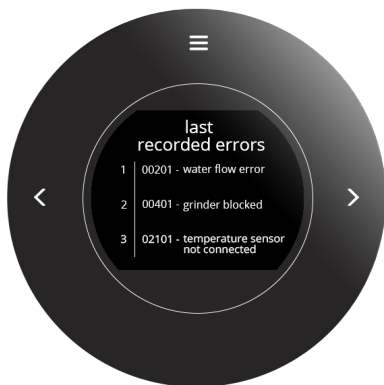 last
recorded errors
1 00201 - water flow error
2 00401 - grinder blocked
3 02101 - temperature sensor
not connected